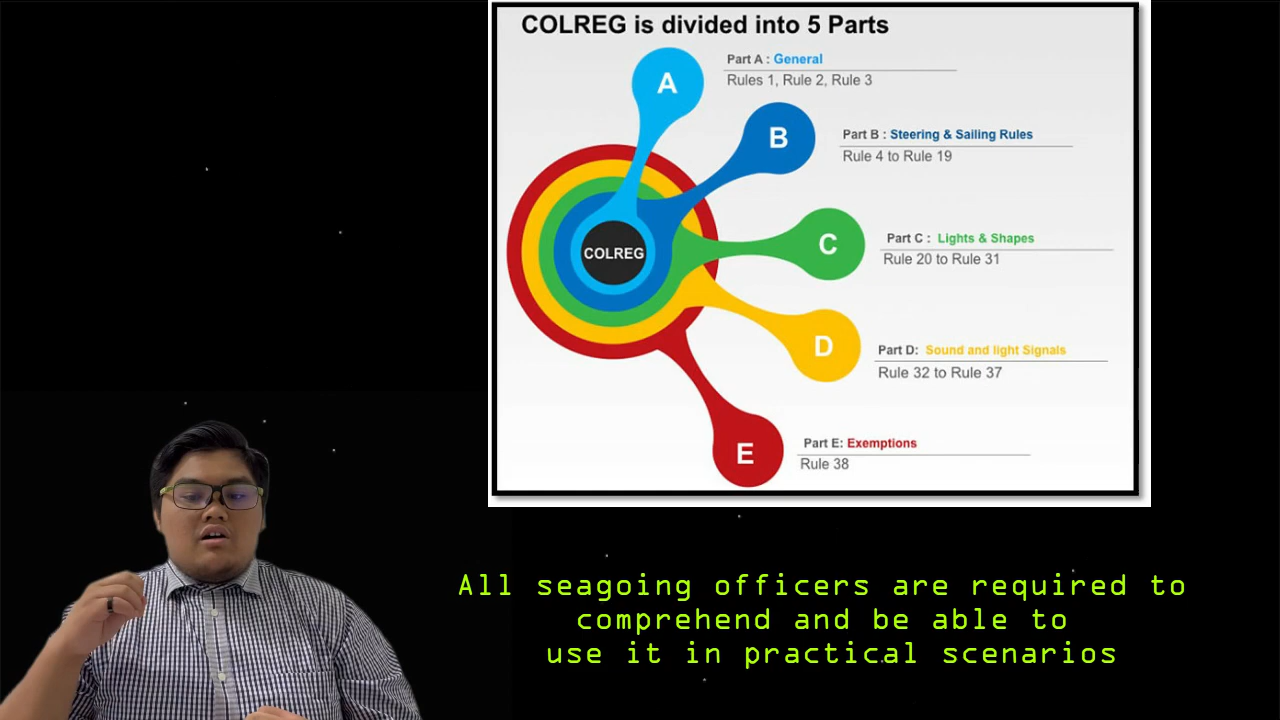 COLREG is divided into 5 Parts
A
Part A : General
Rules 1, Rule 2, Rule 3
B
Part B : Steering & Sailing Rules
Rule 4 to Rule 19
C
Part C : Lights & Shapes
Rule 20 to Rule 31
COLREG
D
Part D: Sound and light Signals
Rule 32 to Rule 37
E
Part E: Exemptions
Rule 38
All seagoing officers are required to
comprehend and be able to
use it in practical scenarios